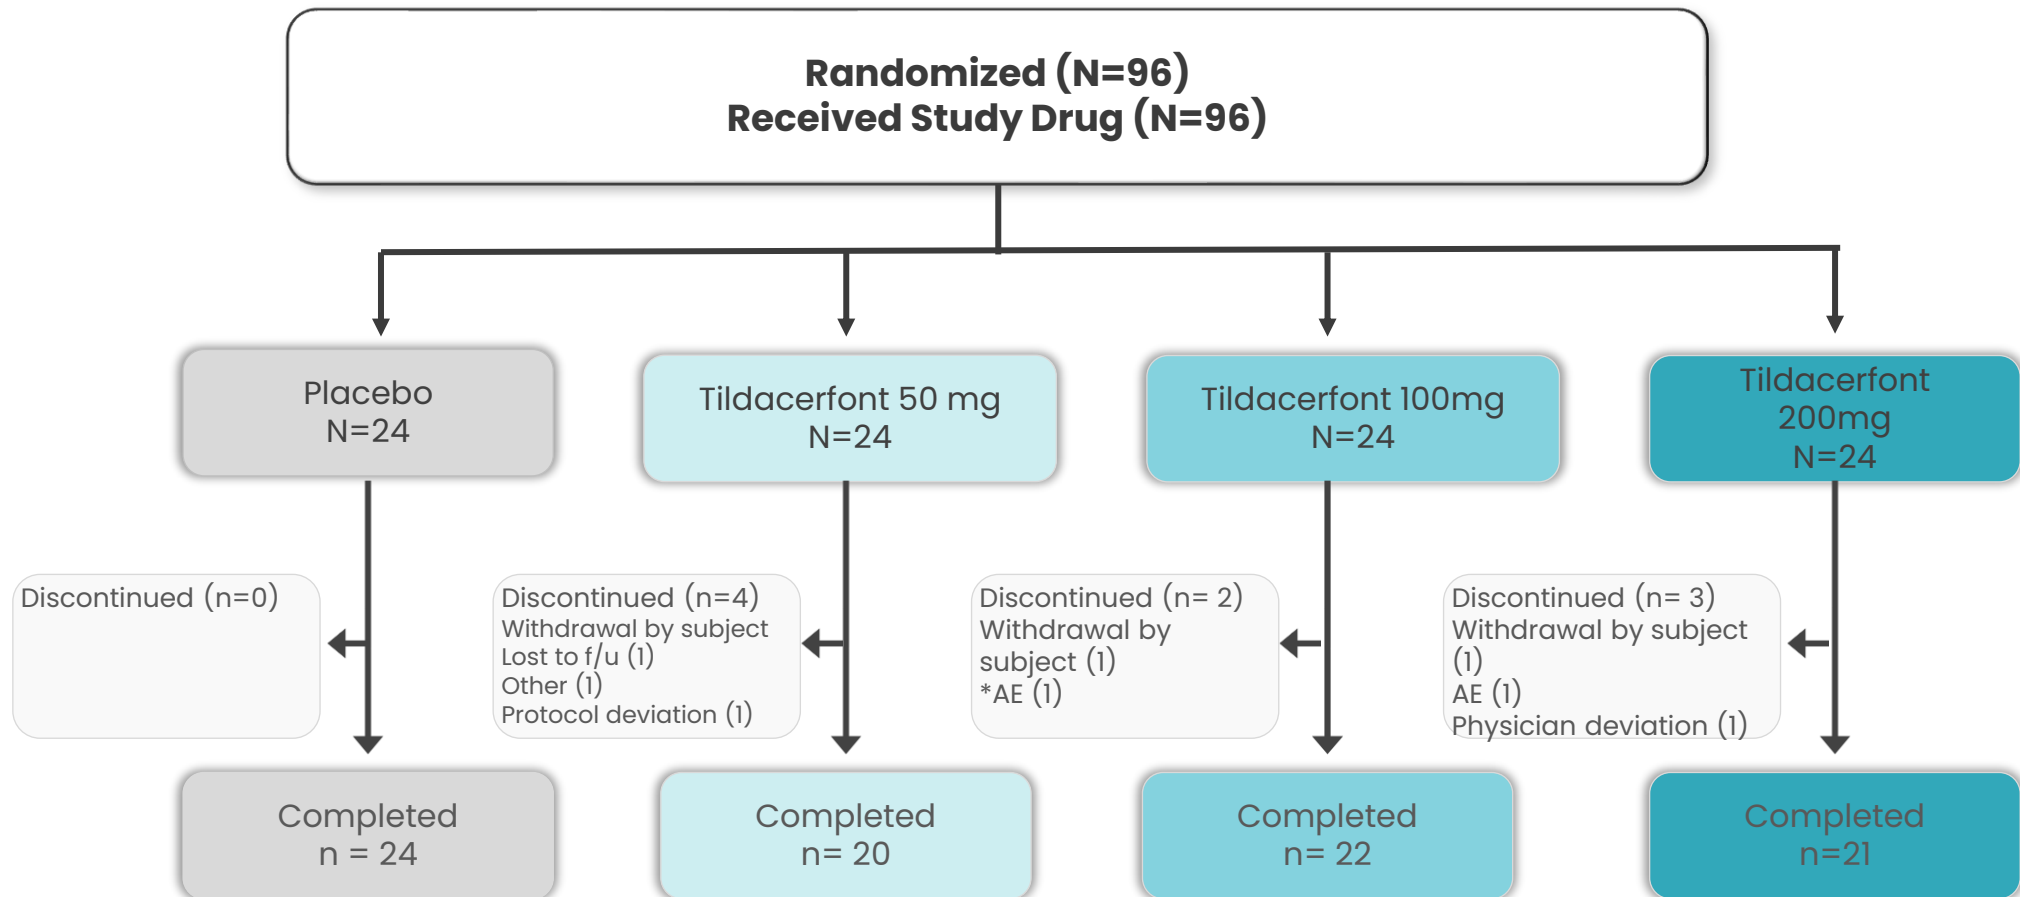 Randomized (N=96)
Received Study Drug (N=96)
Placebo
N=24
Tildacerfont 50 mg
N=24
Tildacerfont 100mg
N=24
Tildacerfont
200mg
N=24
Discontinued (n=0)
Discontinued (n=4)
Withdrawal by subject
Lost to f/u (1)
Other (1)
Protocol deviation (1)
Discontinued (n= 2)
Withdrawal by
subject (1)
*AE (1)
Discontinued (n= 3)
Withdrawal by subject
(1)
AE (1)
Physician deviation (1)
Completed
n = 24
Completed
n= 20
Completed
n= 22
Completed
n=21